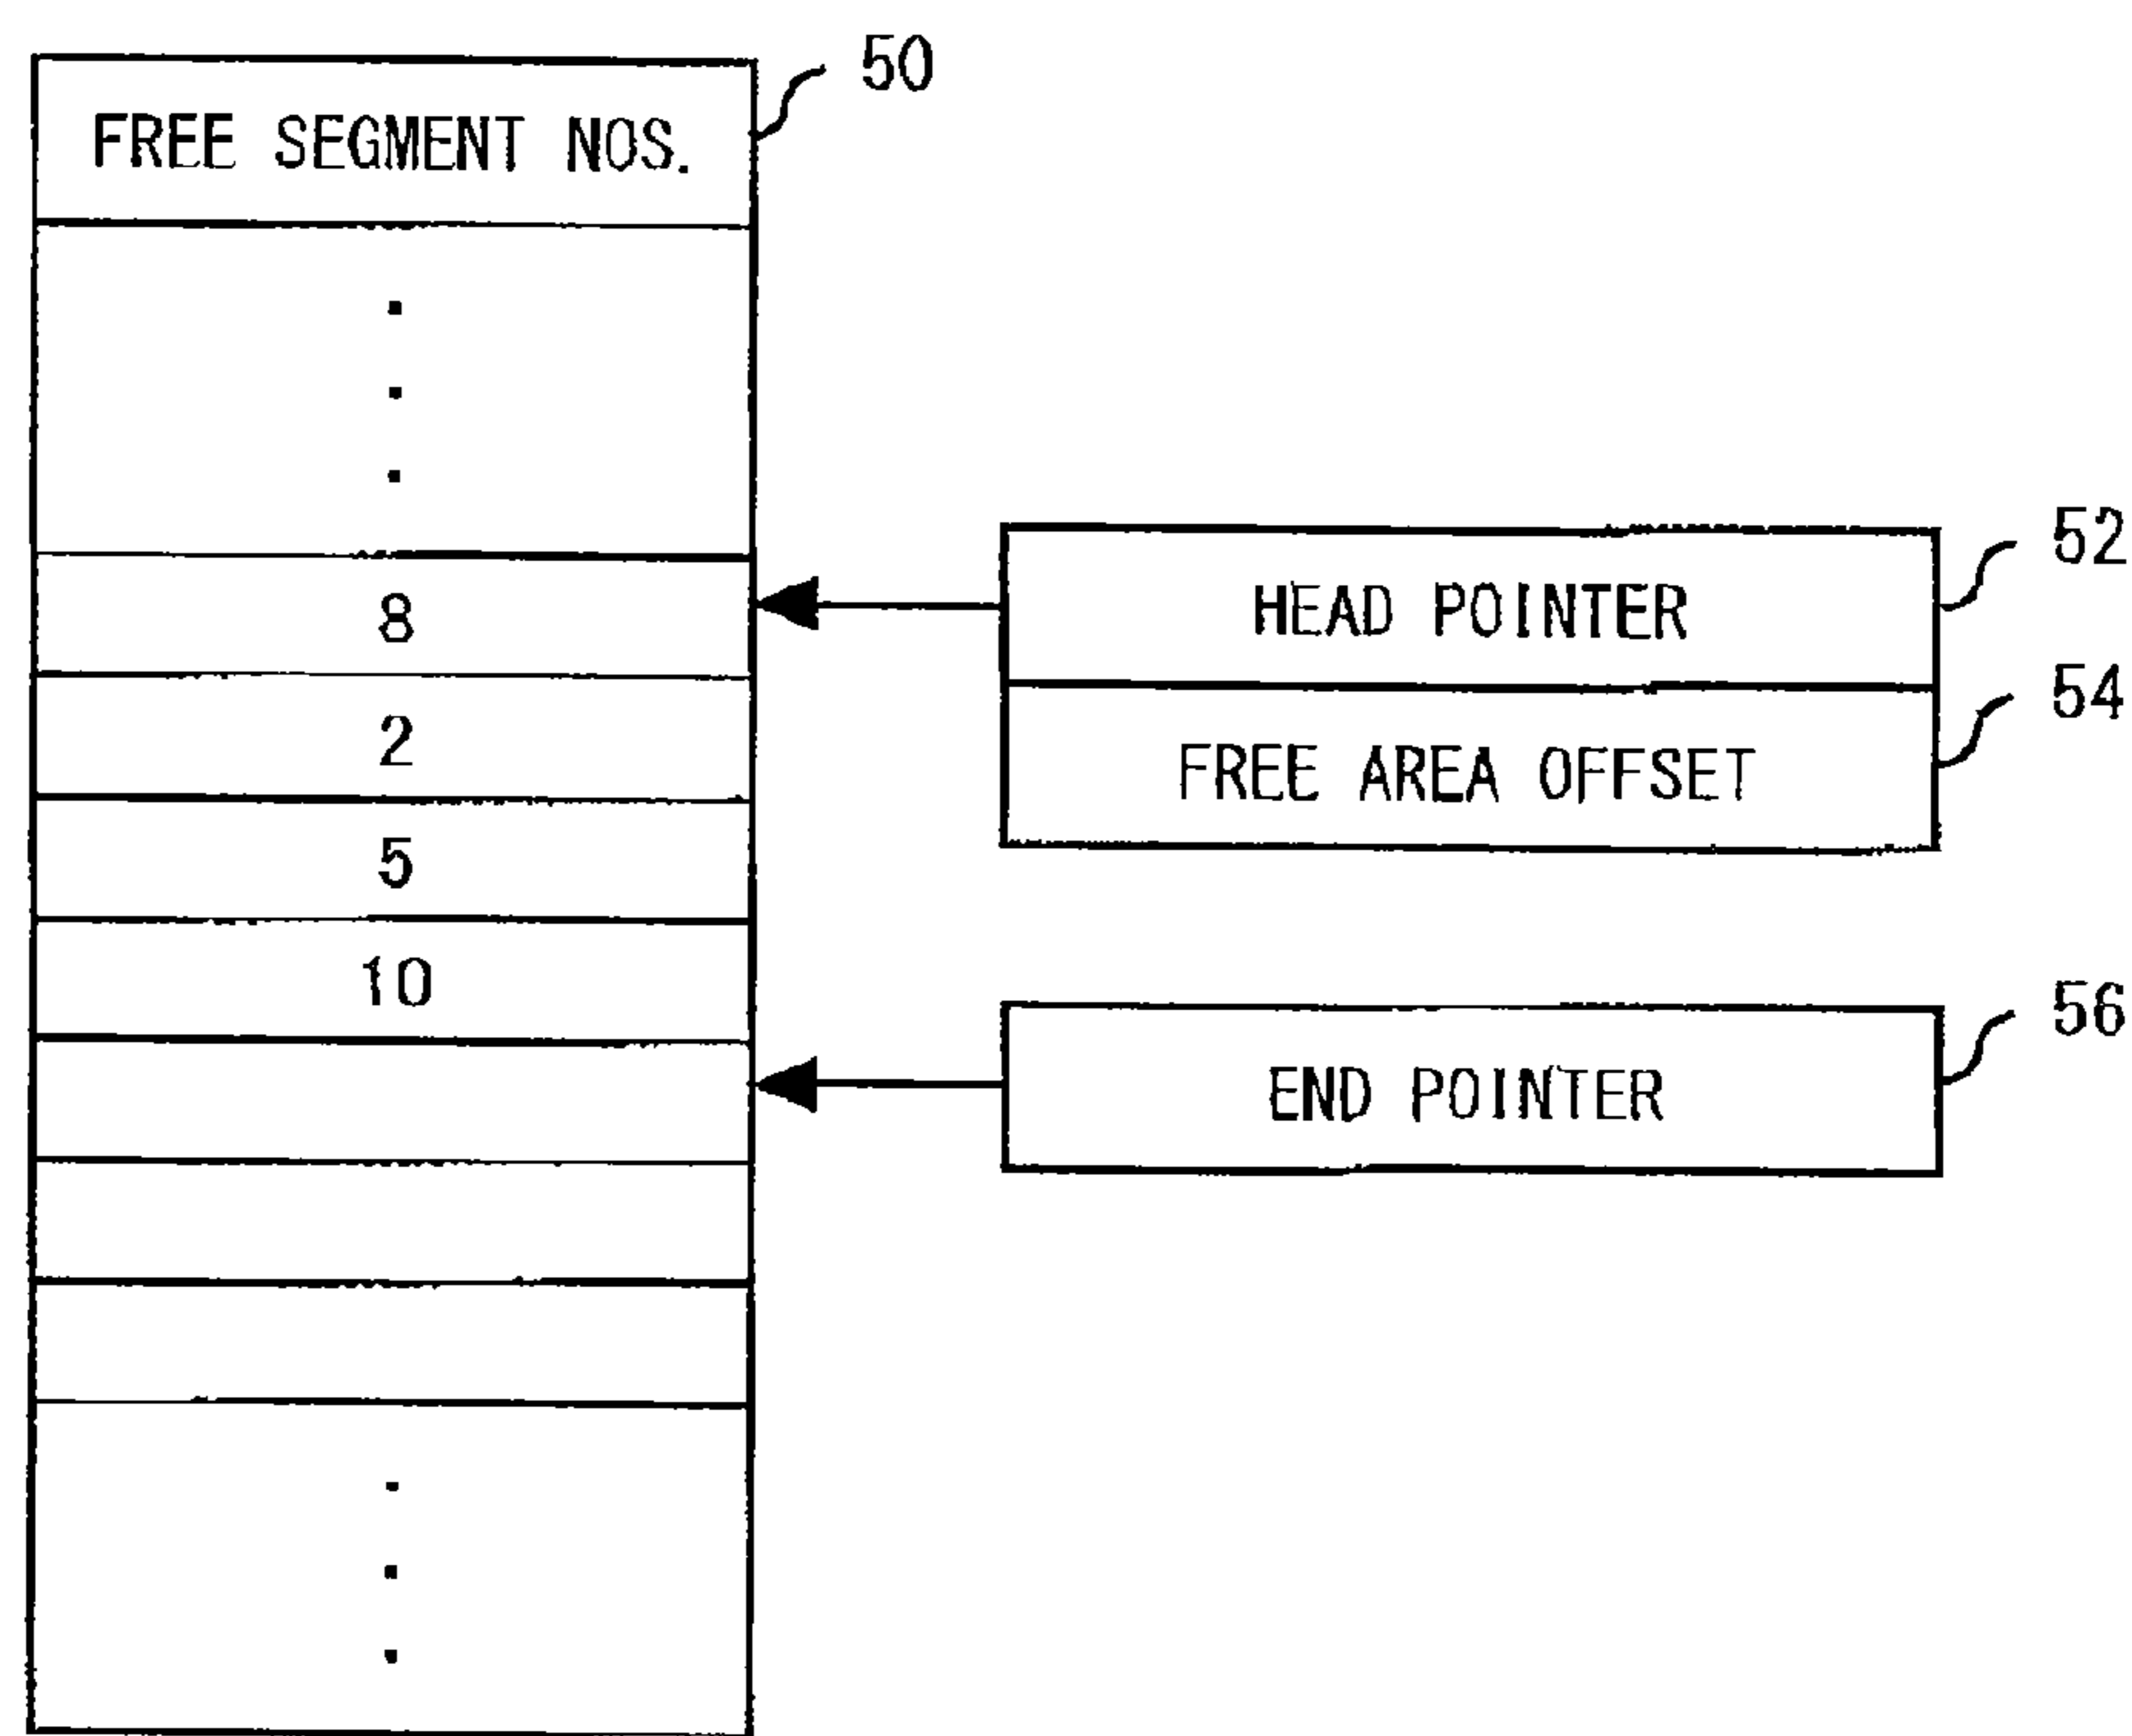 50
FREE SEGMENT NOS.
52
8
HEAD POINTER
54
2
FREE AREA OFFSET
5
10
56
END POINTER